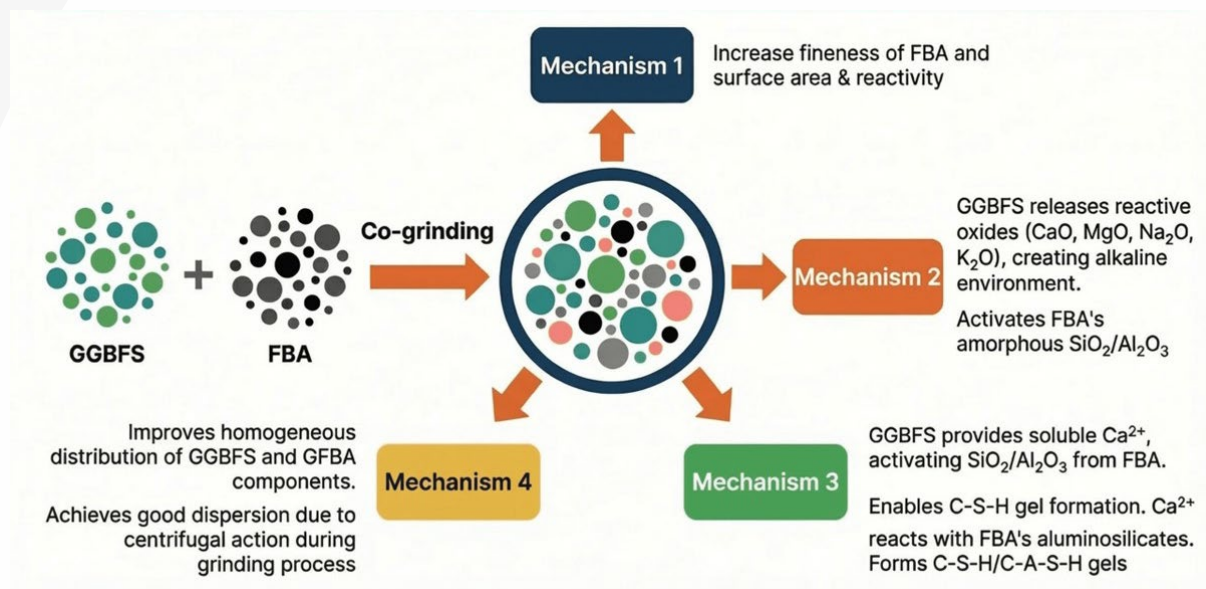 Mechanism 1
Increase fineness of FBA and
surface area & reactivity
GGBFS
+
FBA
Co-grinding
Mechanism 2
GGBFS releases reactive
oxides (CaO, MgO, Na₂O,
K₂O), creating alkaline
environment.
Activates FBA's
amorphous SiO₂/Al₂O₃
Mechanism 3
GGBFS provides soluble Ca²⁺,
activating SiO₂/Al₂O₃ from FBA.
Enables C-S-H gel formation. Ca²⁺
reacts with FBA's aluminosilicates.
Forms C-S-H/C-A-S-H gels
Mechanism 4
Improves homogeneous
distribution of GGBFS and GFBA
components.
Achieves good dispersion due to
centrifugal action during
grinding process